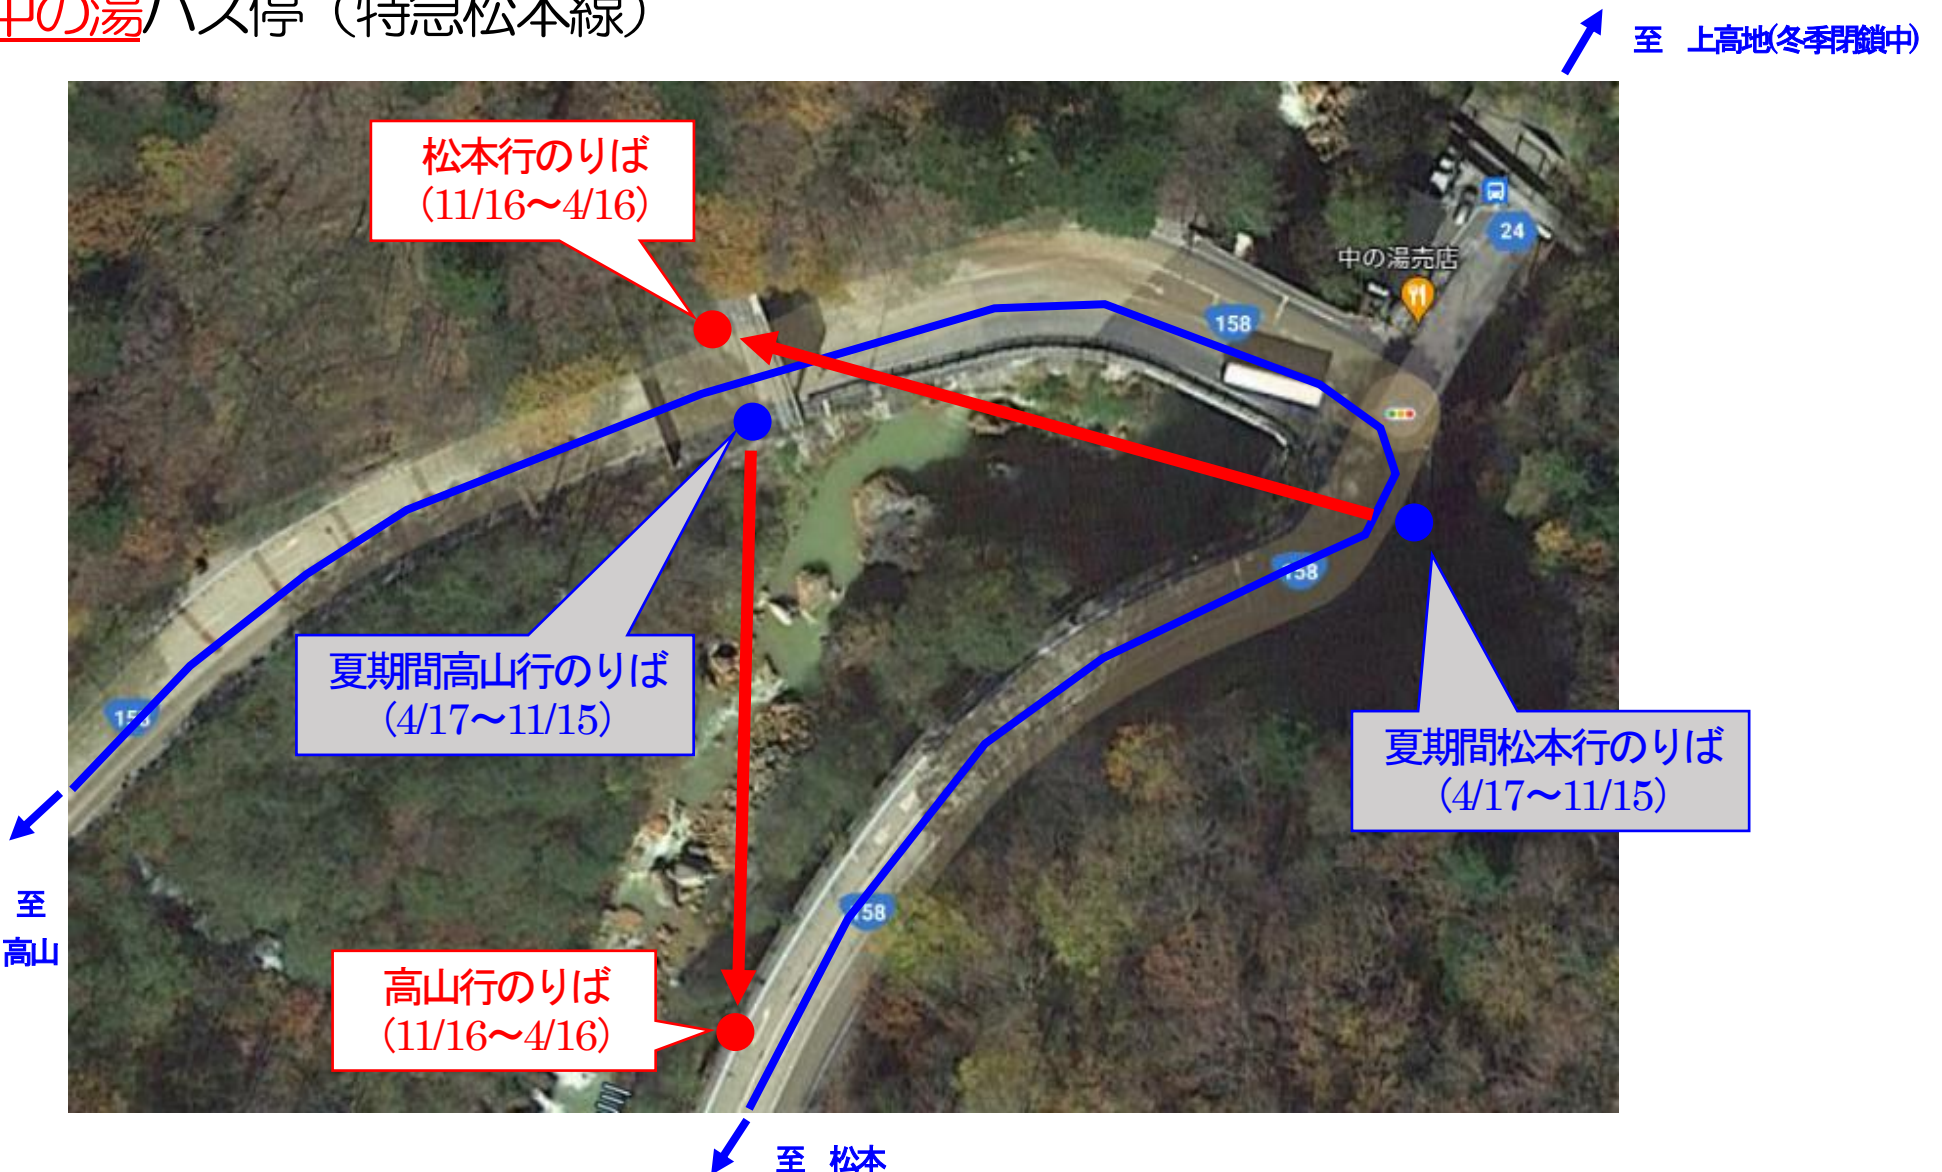 中の湯バス停（特急松本線）
至　上高地(冬季閉鎖中)
松本行のりば
（11/16～4/16）
24
中の湯売店
158
158
夏期間高山行のりば
（4/17～11/15）
158
夏期間松本行のりば
（4/17～11/15）
158
至
高山
高山行のりば
（11/16～4/16）
至　松本